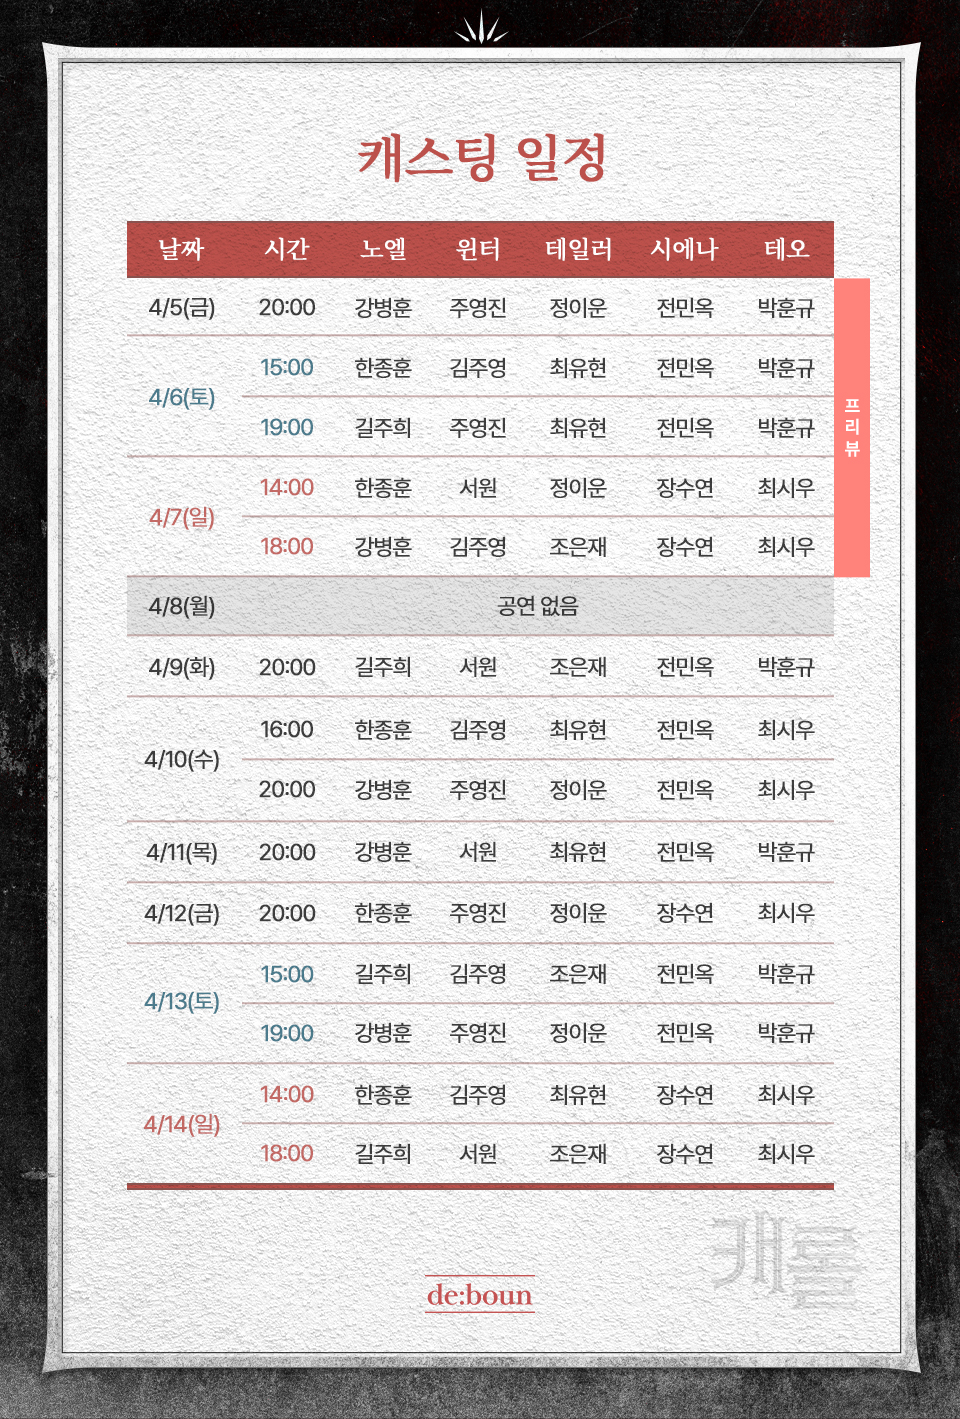 캐스팅 일정
날짜 시간 노엘 윈터 테일러 시에나 테오
4/5(금) 20:00 강병훈 주영진 정이운 전민옥 박훈규
4/6(토) 15:00 한종훈 김주영 최유현 전민옥 박훈규
19:00 길주희 주영진 최유현 전민옥 박훈규
프리뷰
4/7(일) 14:00 한종훈 서원 정이운 장수연 최시우
18:00 강병훈 김주영 조은재 장수연 최시우
4/8(월) 공연 없음
4/9(화) 20:00 길주희 서원 조은재 전민옥 박훈규
4/10(수) 16:00 한종훈 김주영 최유현 전민옥 최시우
20:00 강병훈 주영진 정이운 전민옥 최시우
4/11(목) 20:00 강병훈 서원 최유현 전민옥 박훈규
4/12(금) 20:00 한종훈 주영진 정이운 장수연 최시우
4/13(토) 15:00 길주희 김주영 조은재 전민옥 박훈규
19:00 강병훈 주영진 정이운 전민옥 박훈규
4/14(일) 14:00 한종훈 김주영 최유현 장수연 최시우
18:00 길주희 서원 조은재 장수연 최시우
캐롤
de:boun